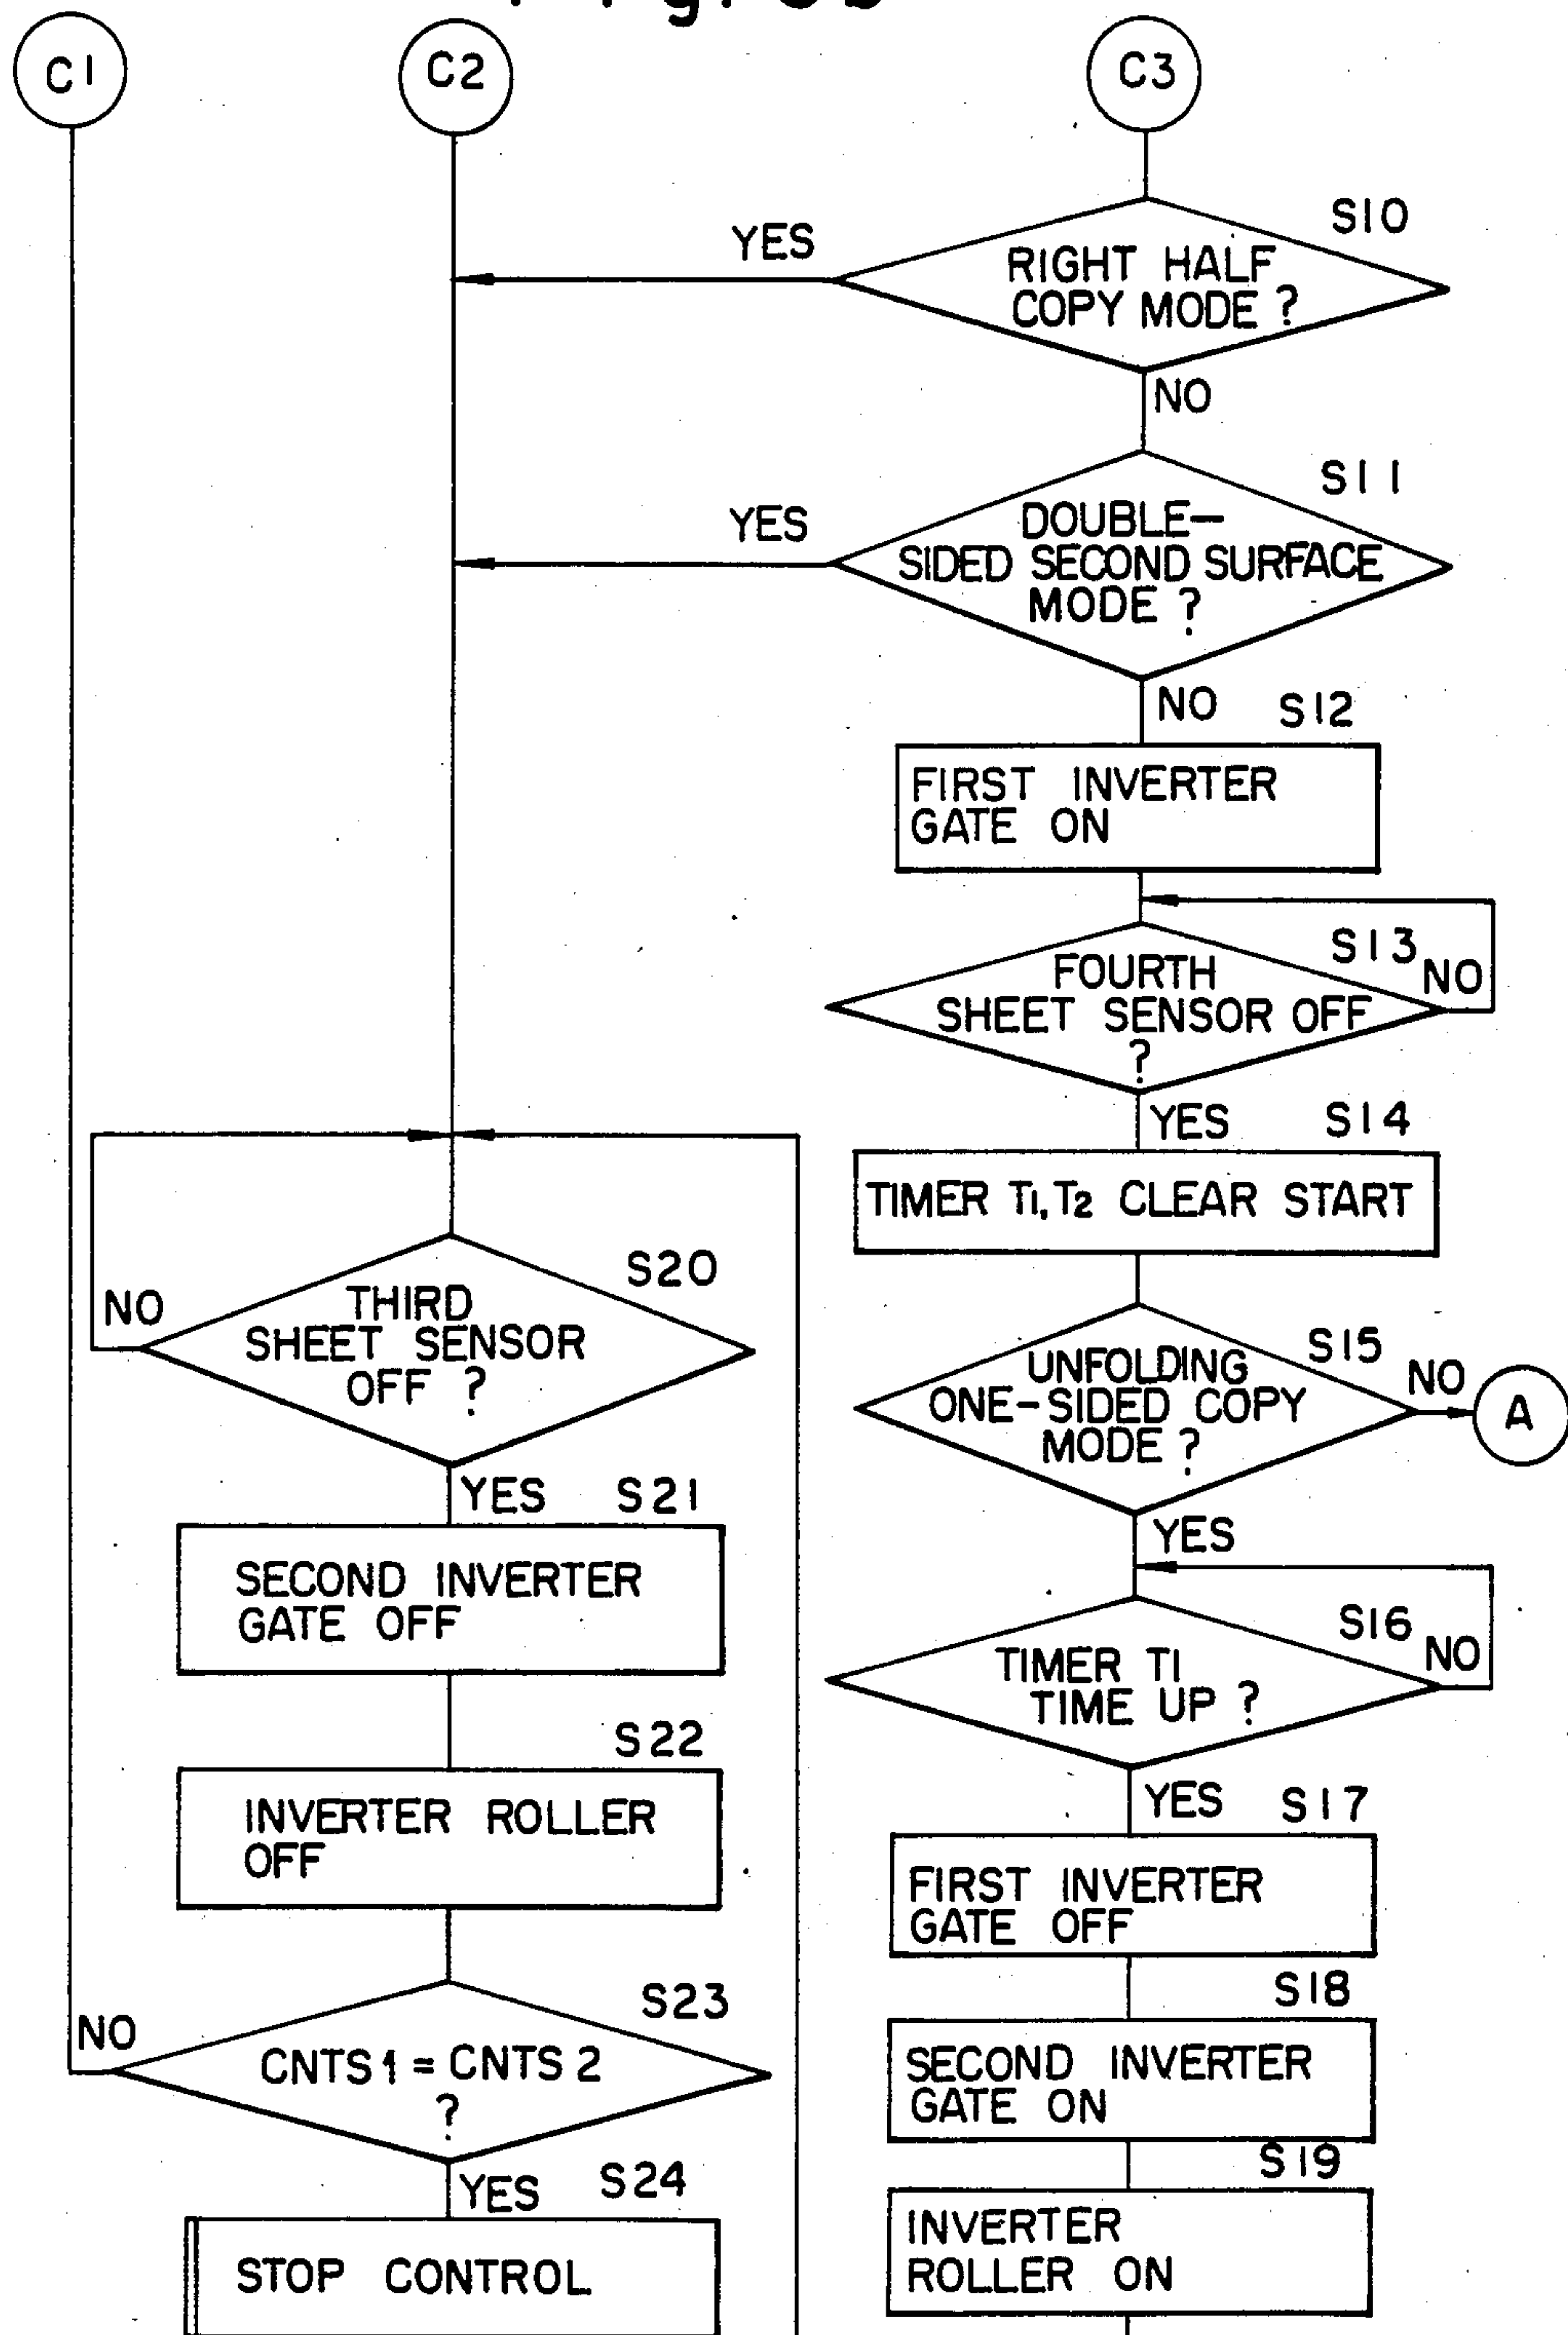 C1
C2
C3
S10
YES
RIGHT HALF
COPY MODE ?
NO
S11
YES
DOUBLE-
SIDED SECOND SURFACE
MODE ?
NO
S12
FIRST INVERTER
GATE ON
S13
NO
FOURTH
SHEET SENSOR OFF
?
YES
S14
TIMER T1, T2 CLEAR START
S15
NO
A
UNFOLDING
ONE-SIDED COPY
MODE ?
YES
S16
NO
TIMER T1
TIME UP ?
YES
S17
FIRST INVERTER
GATE OFF
S18
SECOND INVERTER
GATE ON
S19
INVERTER
ROLLER ON
S20
NO
THIRD
SHEET SENSOR
OFF ?
YES
S21
SECOND INVERTER
GATE OFF
S22
INVERTER ROLLER
OFF
S23
NO
CNTS1 = CNTS2
?
YES
S24
STOP CONTROL